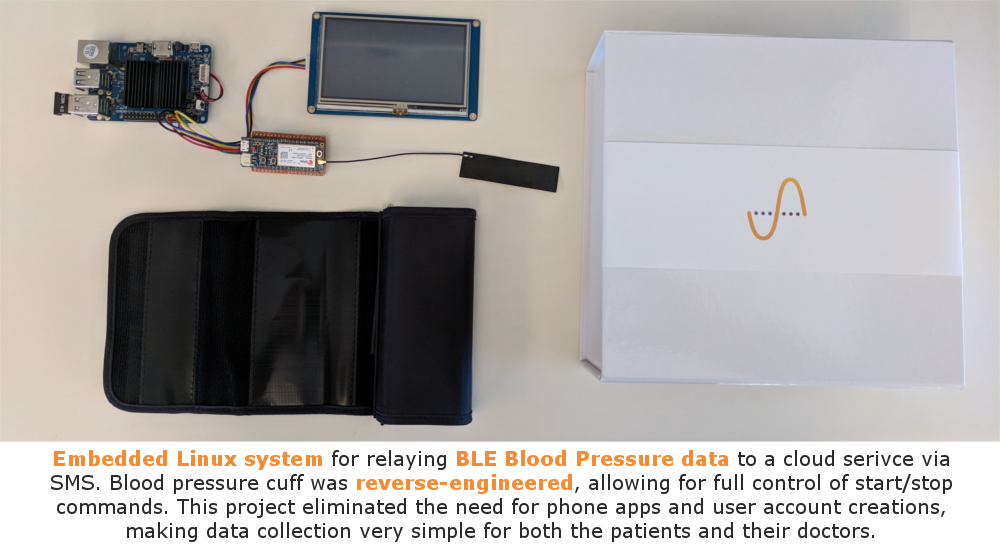 Embedded Linux system for relaying BLE Blood Pressure data to a cloud serivce via
SMS. Blood pressure cuff was reverse-engineered, allowing for full control of start/stop
commands. This project eliminated the need for phone apps and user account creations,
making data collection very simple for both the patients and their doctors.